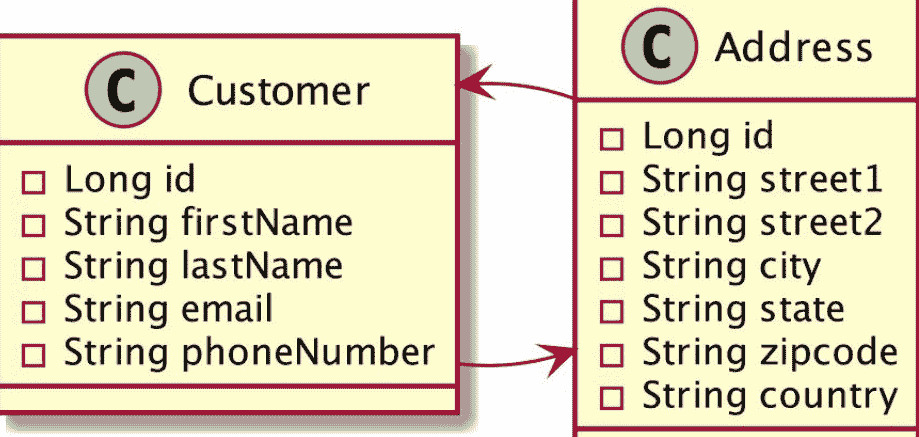 C Customer
Long id
String firstName
String lastName
String email
String phoneNumber
C Address
Long id
String street1
String street2
String city
String state
String zipcode
String country